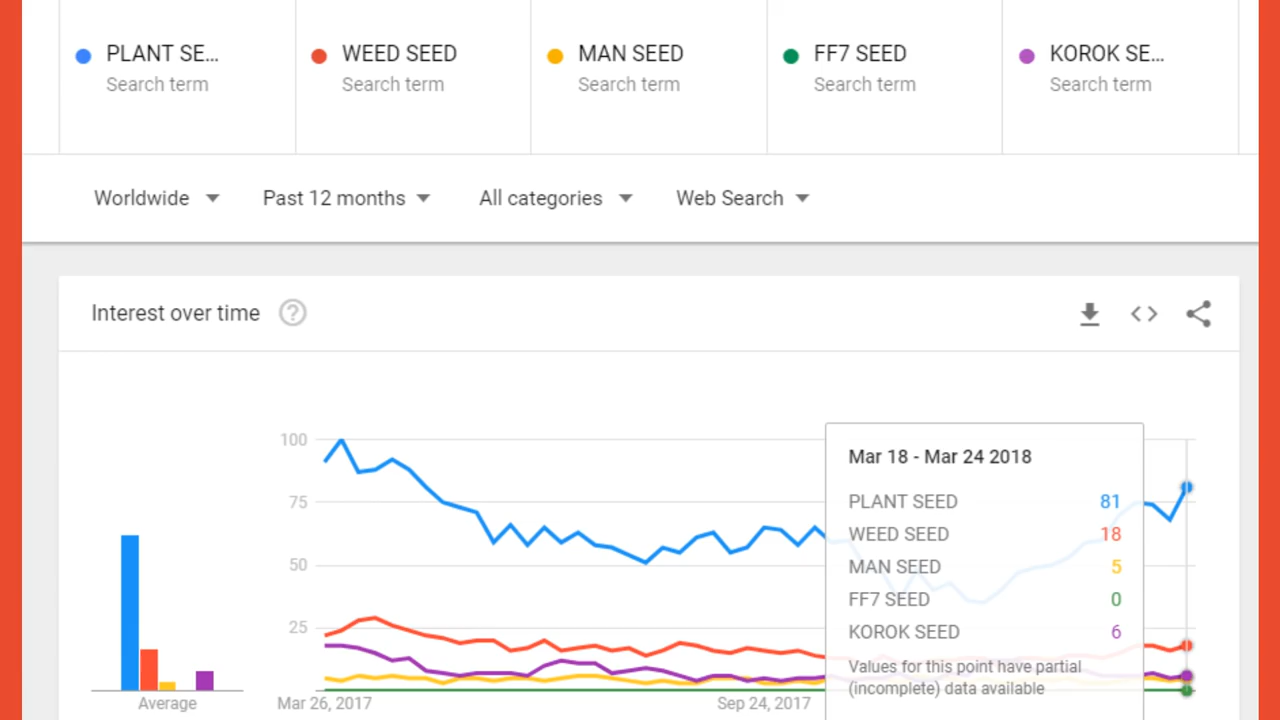 PLANT SE... WEED SEED MAN SEED FF7 SEED KOROK SE...
Search term Search term Search term Search term Search term
Worldwide Past 12 months All categories Web Search
Interest over time ?
100
75
50
25
Mar 18 - Mar 24 2018
PLANT SEED 81
WEED SEED 18
MAN SEED 5
FF7 SEED 0
KOROK SEED 6
Values for this point have partial
(incomplete) data available
Average Mar 26, 2017 Sep 24, 2017